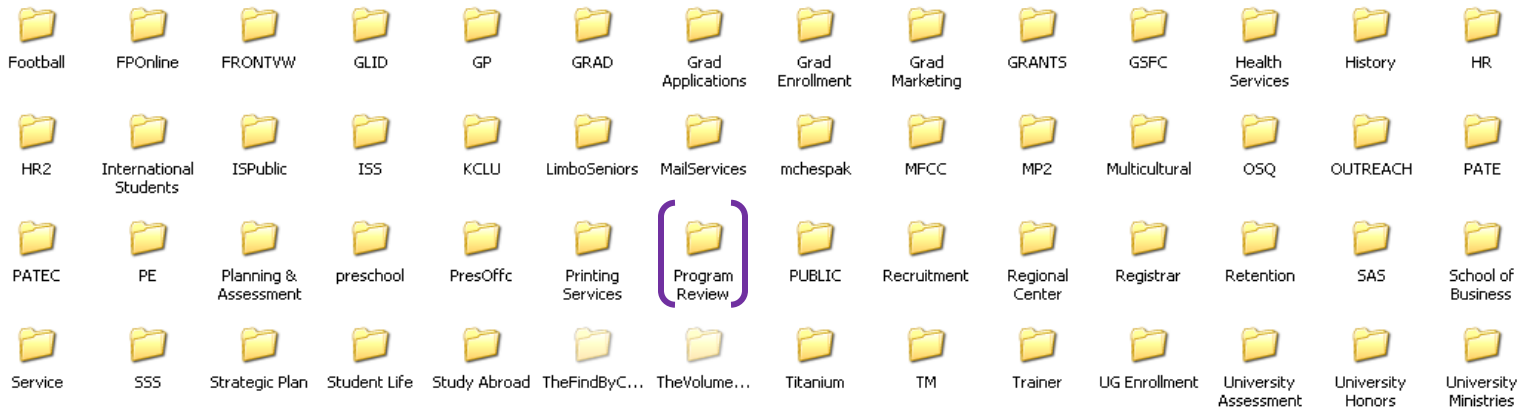 Football FPOnline FRONTVW GLID GP GRAD Grad Grad Grad GRANTS GSFC Health History HR
Applications Enrollment Marketing Services
HR2 International ISPublic ISS KCLU LimboSeniors MailServices mchespak MFCC MP2 Multicultural OSQ OUTREACH PATE
Students
PATEC PE Planning & preschool PresOffc Printing Program PUBLIC Recruitment Regional Registrar Retention SAS School of
Assessment Services Review Center Business
Service SSS Strategic Plan Student Life Study Abroad TheFindByC... TheVolume... Titanium TM Trainer UG Enrollment University University University
Assessment Honors Ministries